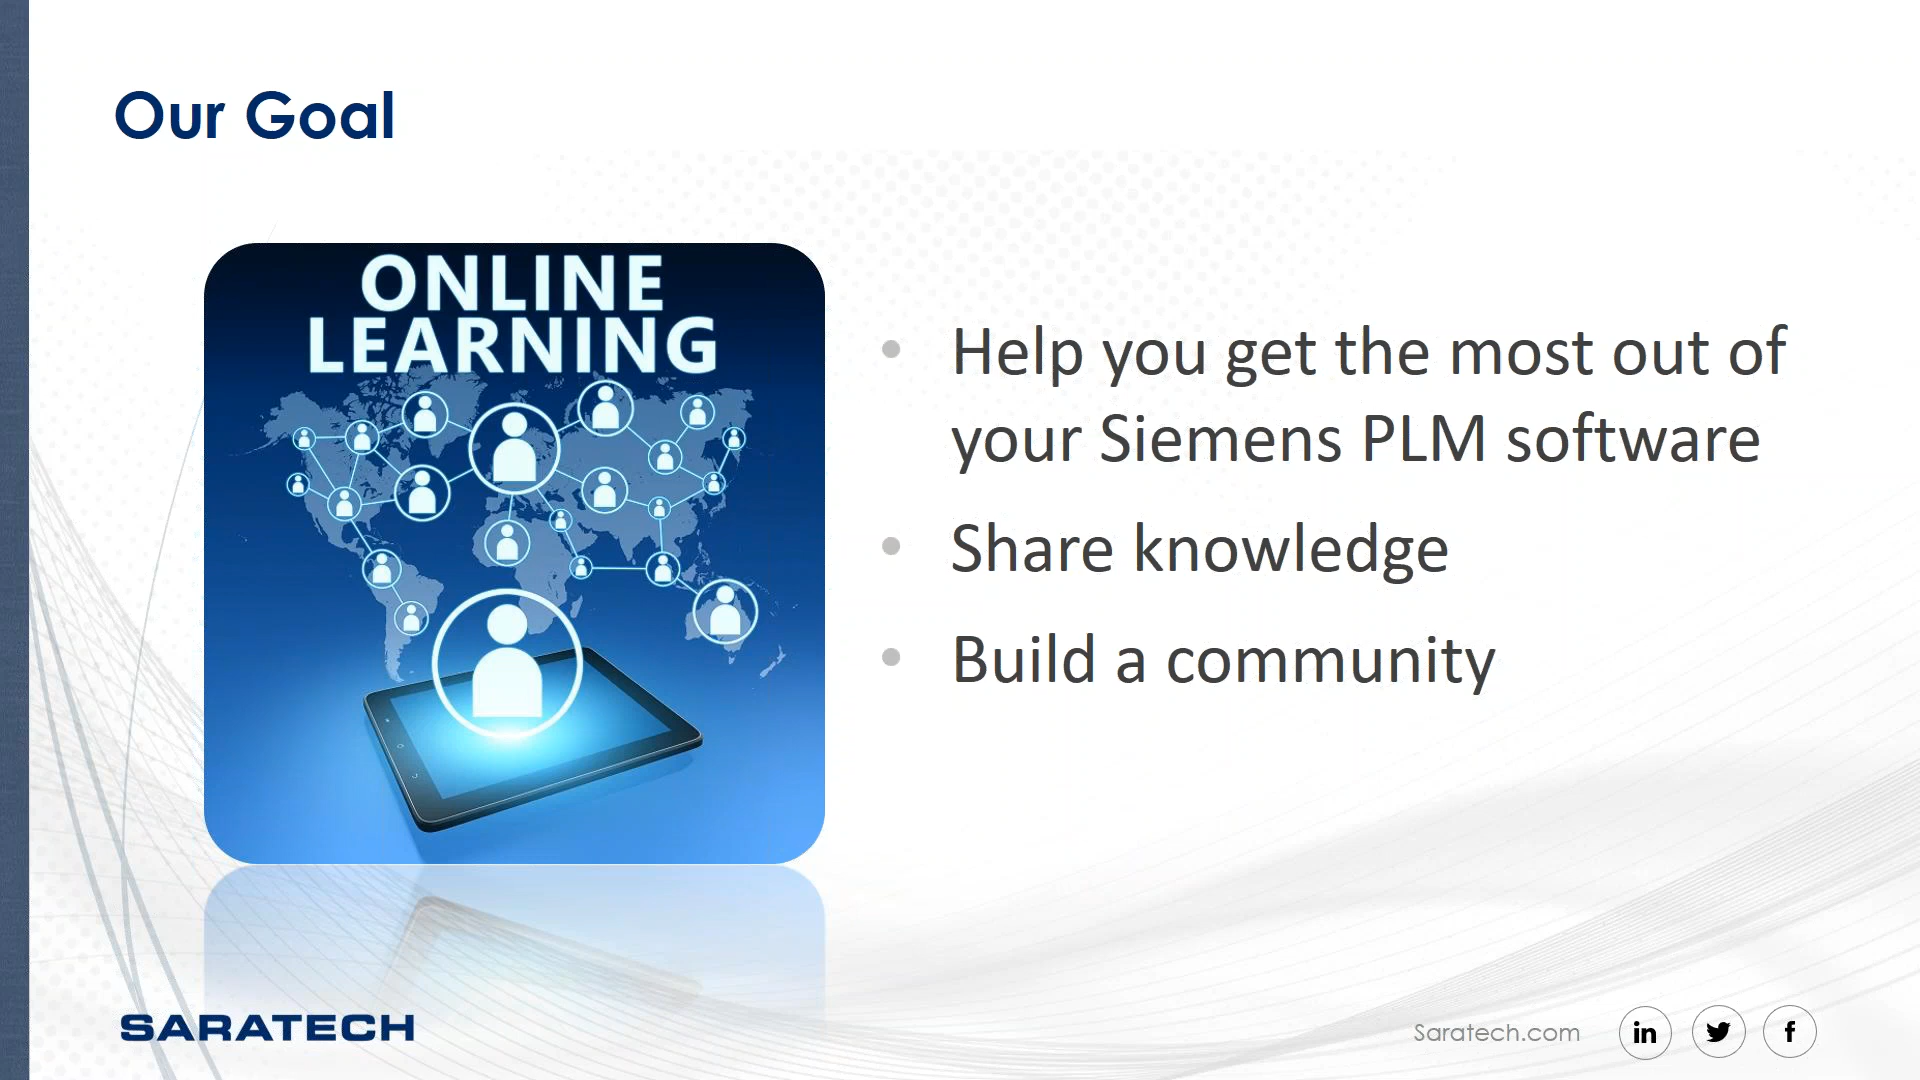 Our Goal
ONLINE
LEARNING
Help you get the most out of
your Siemens PLM software
Share knowledge
Build a community
SARATECH
Saratech.com
in
f